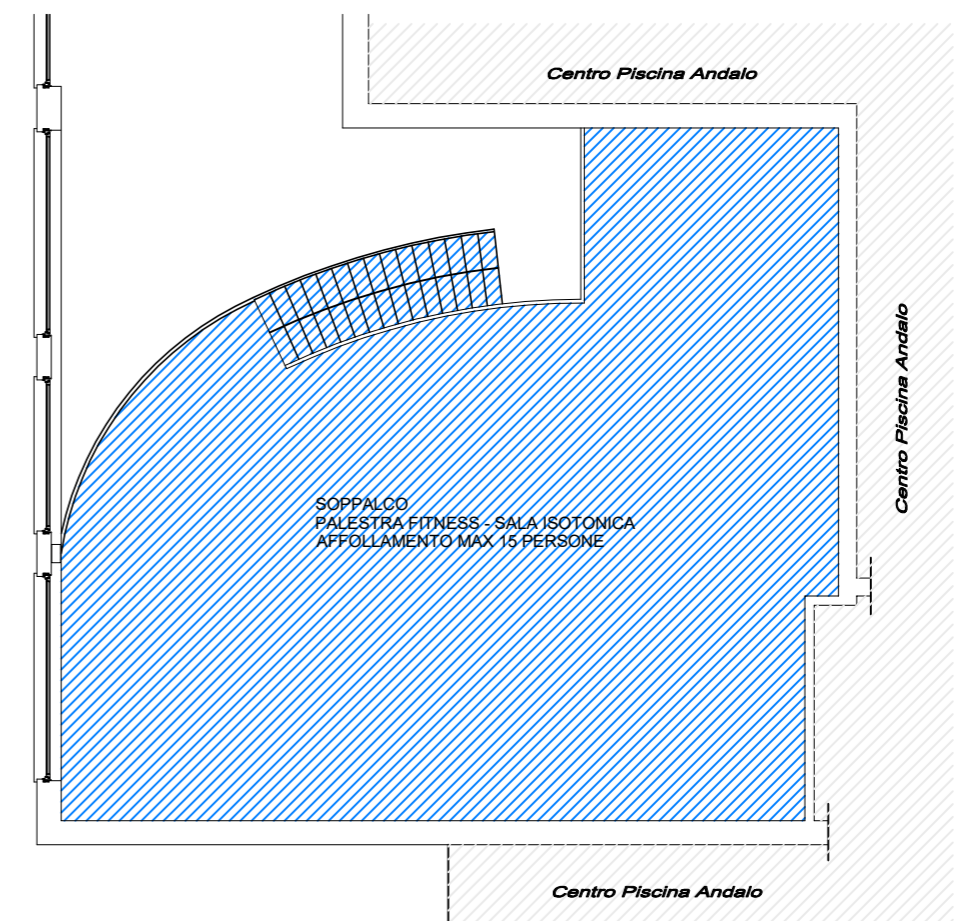 Centro Piscina Andalo
Centro Piscina Andalo
SOPPALCO
PALESTRA FITNESS - SALA ISOTONICA
AFFOLLAMENTO MAX 15 PERSONE
Centro Piscina Andalo